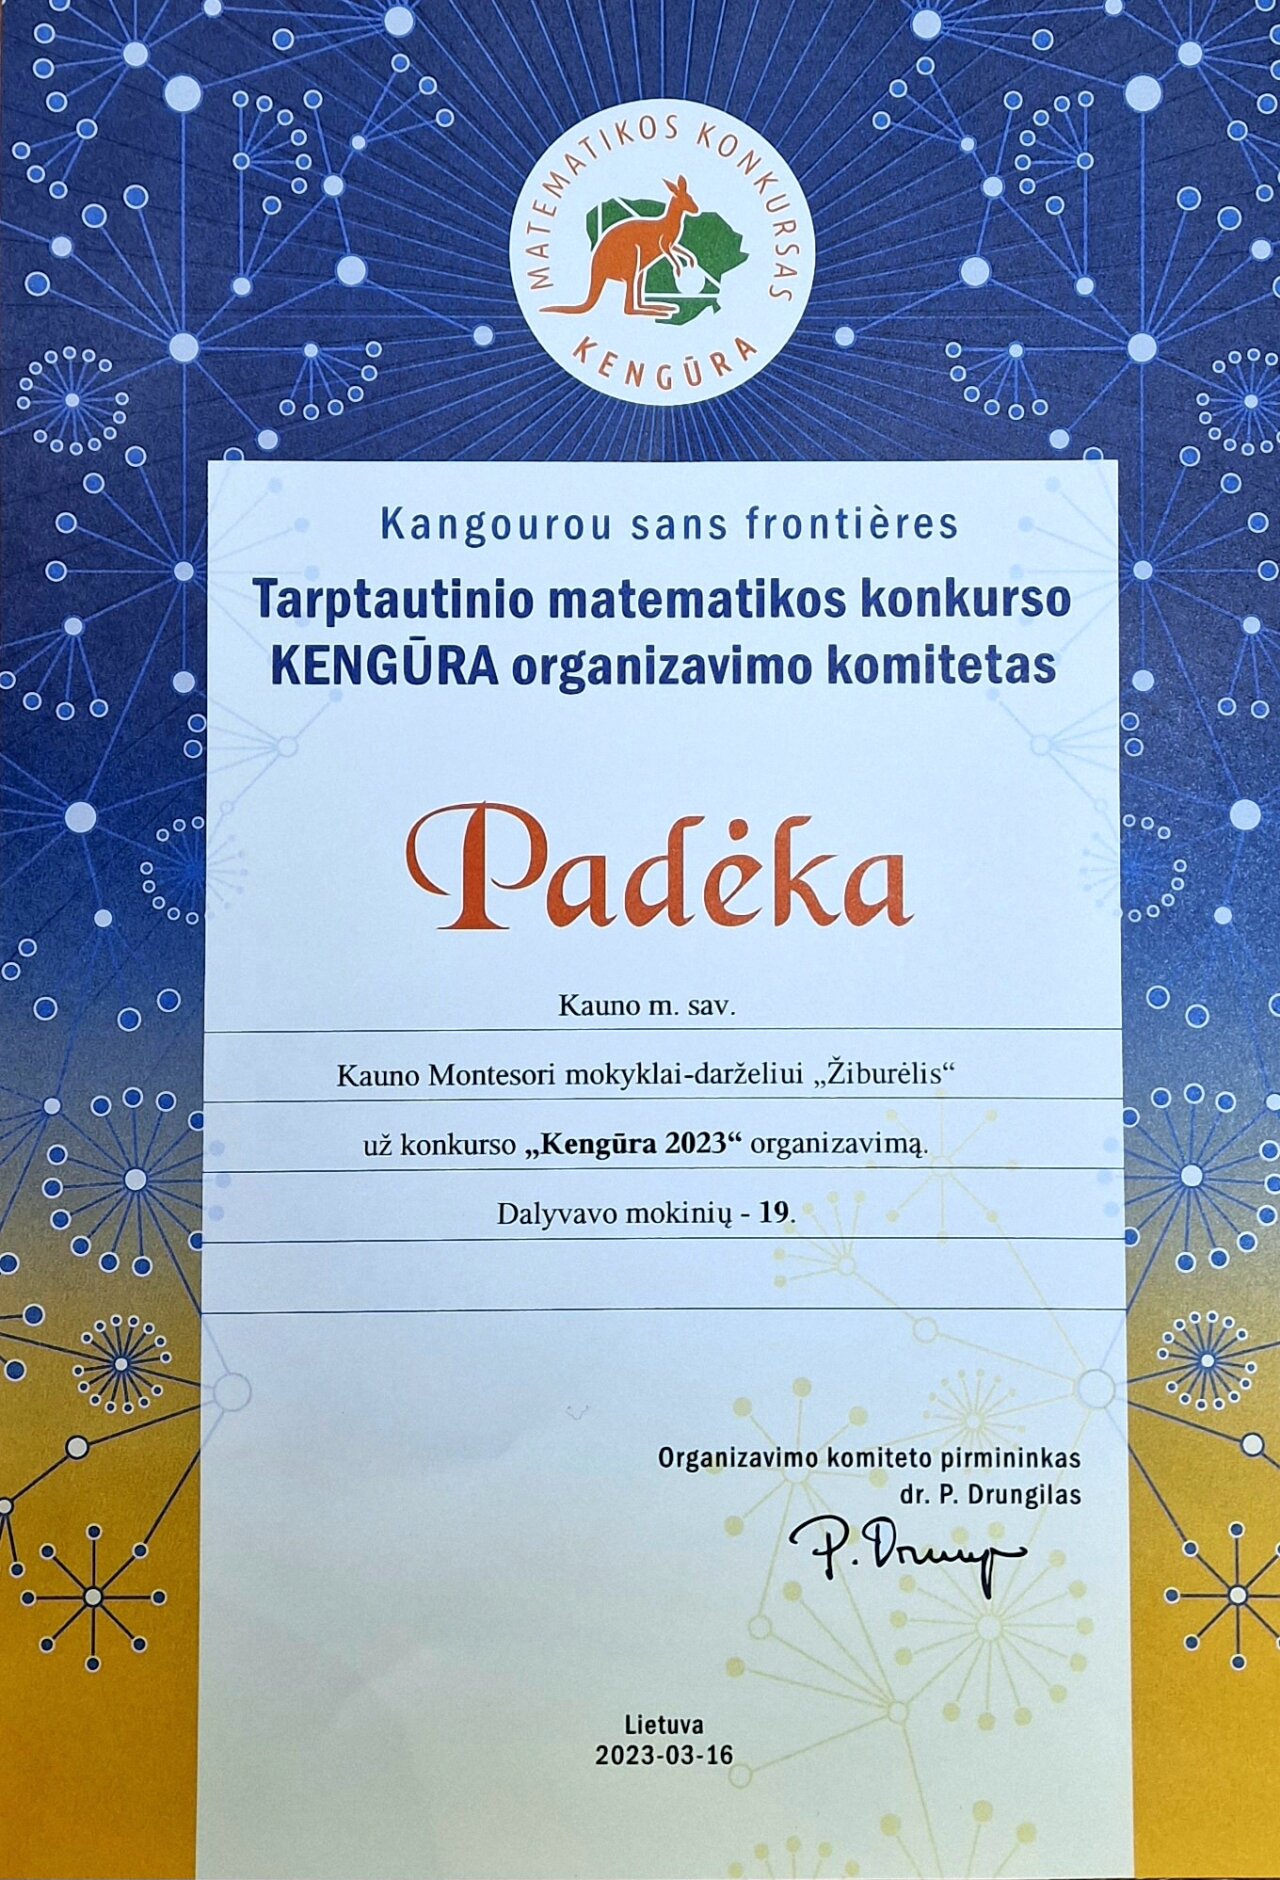 MATEMATIKOS KONKURSAS
KENGŪRA
Kangourou sans frontières
Tarptautinio matematikos konkurso
KENGŪRA organizavimo komitetas
Padėka
Kauno m. sav.
Kauno Montesori mokyklai-darželiui „Žiburėlis“
už konkurso „Kengūra 2023“ organizavimą.
Dalyvavo mokinių - 19.
Organizavimo komiteto pirmininkas
dr. P. Drungilas
Lietuva
2023-03-16